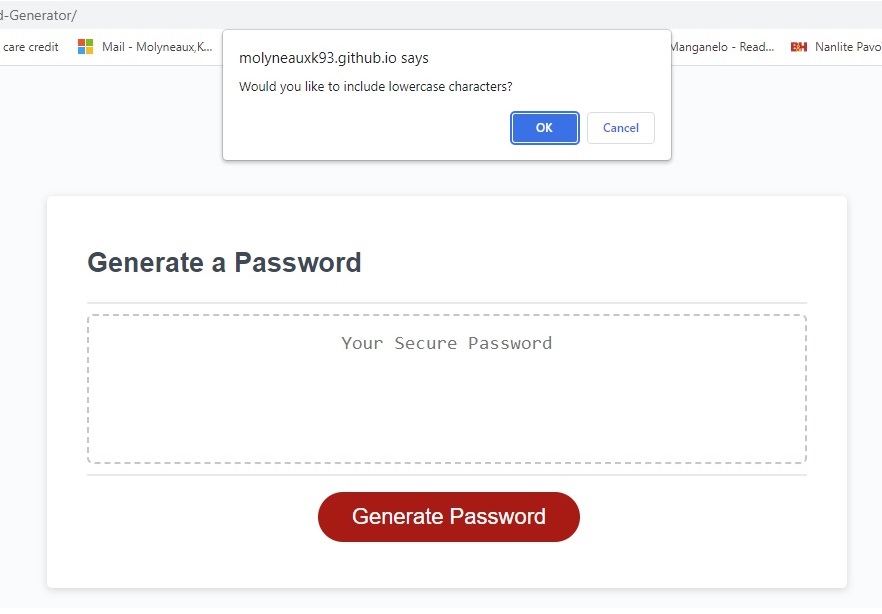 d-Generator/
care credit
Mail - Molyneaux,K...
Manganelo - Read...
B&H
Nanlite Pavo
molyneauxk93.github.io says
Would you like to include lowercase characters?
OK
Cancel
Generate a Password
Your Secure Password
Generate Password